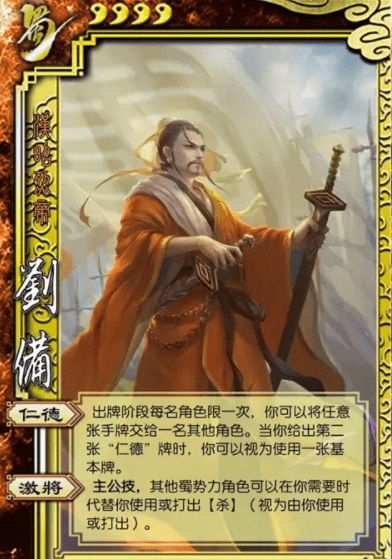 蜀
漢昭烈帝
劉備
仁德
出牌阶段每名角色限一次，你可以将任意
张手牌交给一名其他角色。当你给出第二
张“仁德”牌时，你可以视为使用一张基
本牌。
激將
主公技，其他蜀势力角色可以在你需要时
代替你使用或打出【杀】（视为由你使用
或打出）。